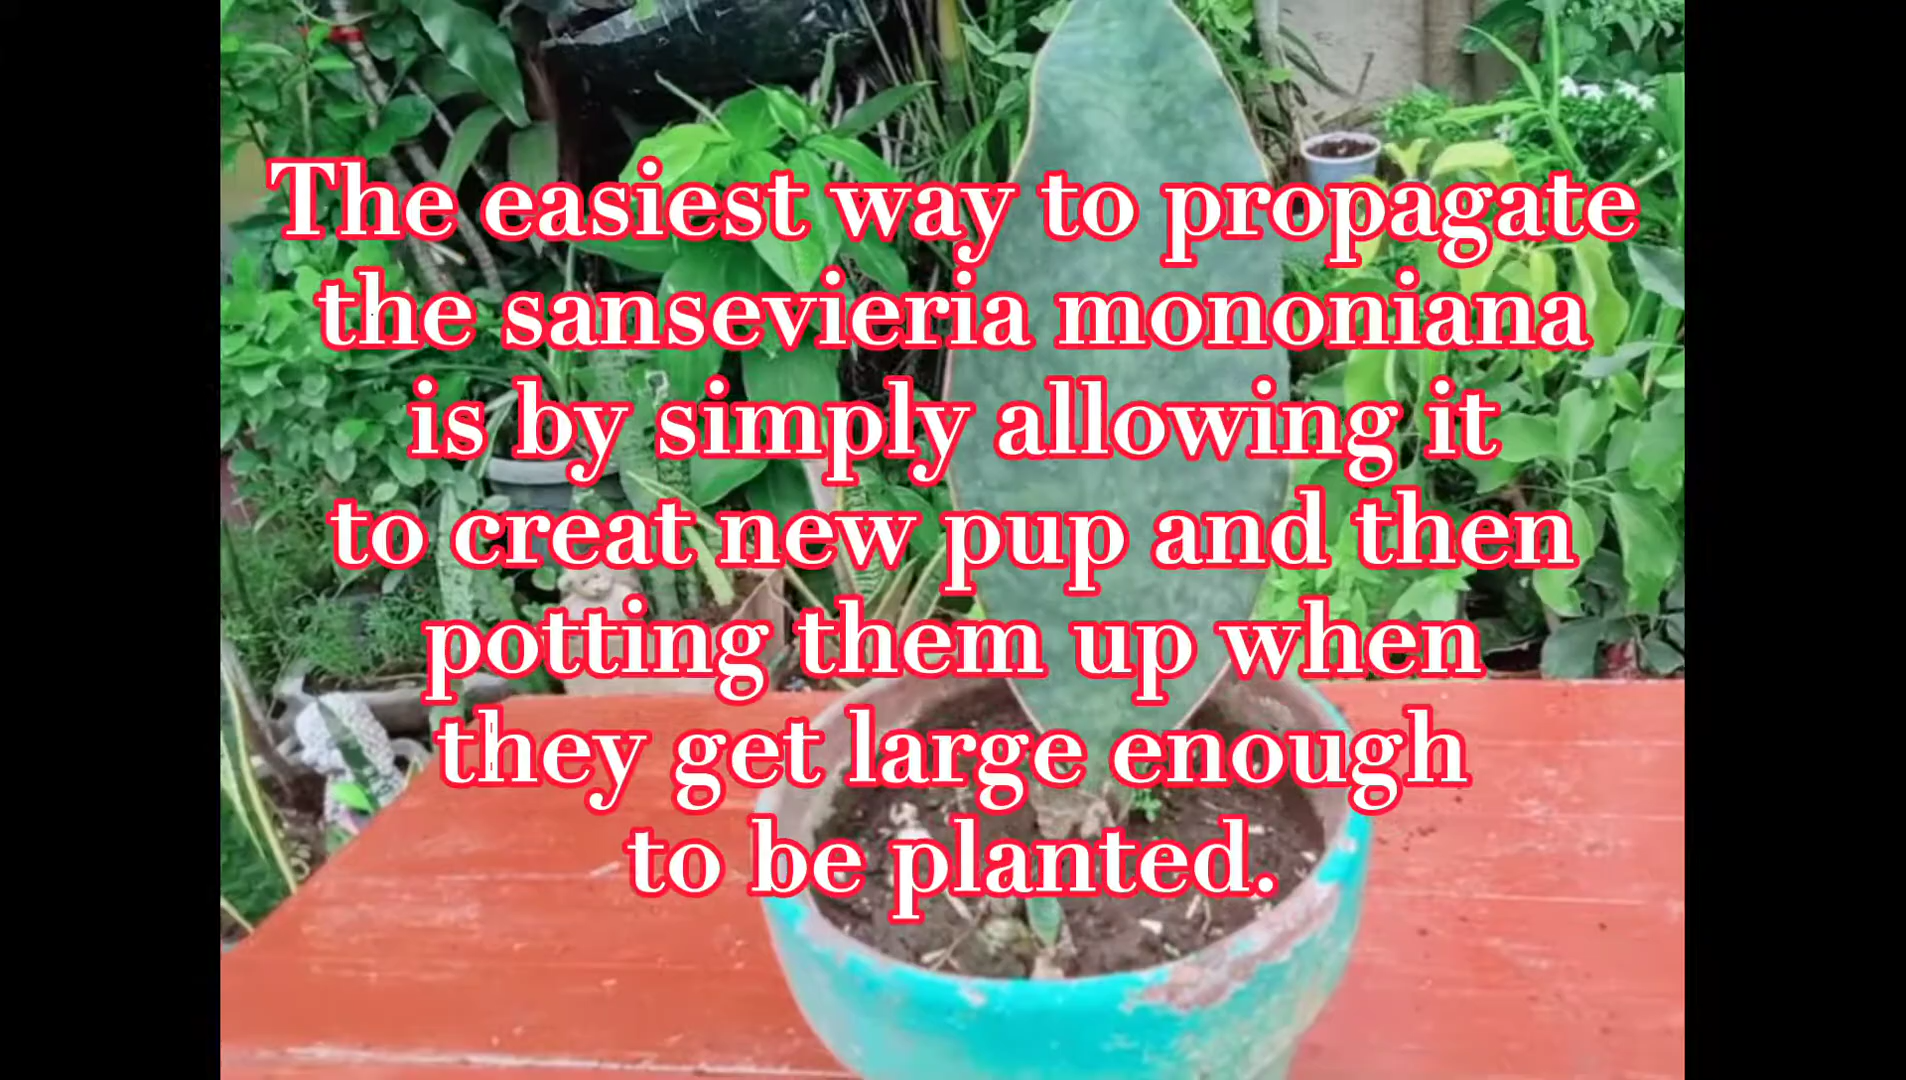 The easiest way to propagate
the sansevieria mononiana
is by simply allowing it
to creat new pup and then
potting them up when
they get large enough
to be planted.